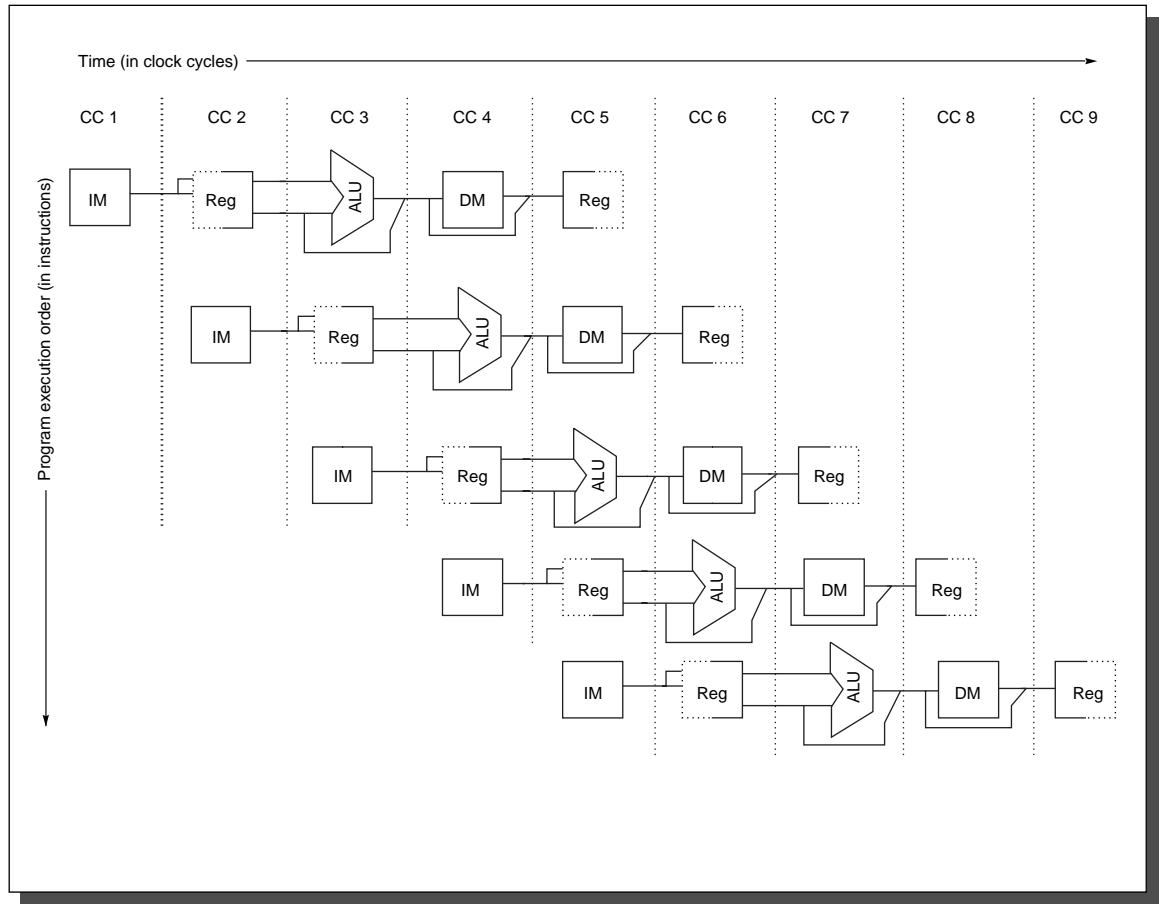 Time (in clock cycles)
CC 1 CC 2 CC 3 CC 4 CC 5 CC 6 CC 7 CC 8 CC 9
Program execution order (in instructions)
IM Reg ALU DM Reg
IM Reg ALU DM Reg
IM Reg ALU DM Reg
IM Reg ALU DM Reg
IM Reg ALU DM Reg